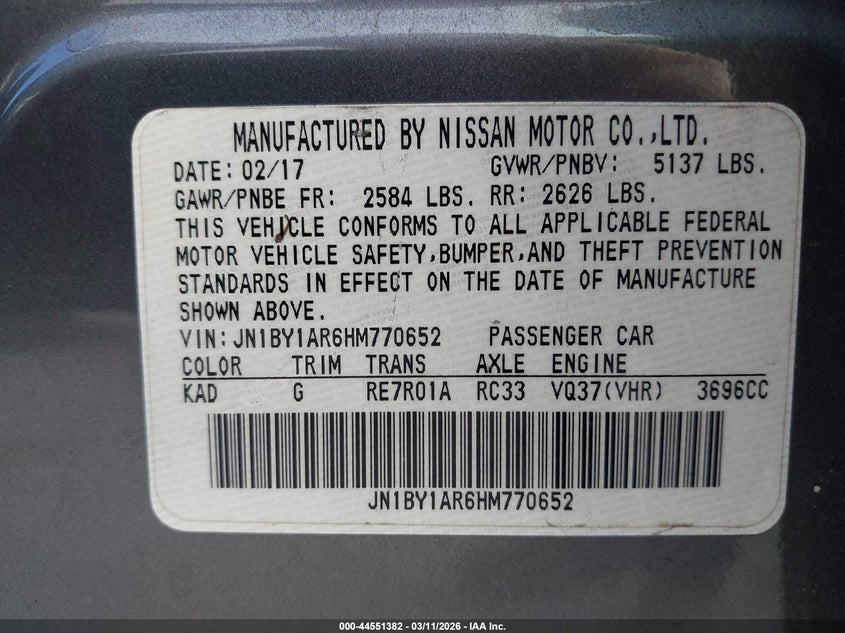 MANUFACTURED BY NISSAN MOTOR CO.,LTD.
DATE: 02/17 GVWR/PNBV: 5137 LBS.
GAWR/PNBE FR: 2584 LBS. RR: 2626 LBS.
THIS VEHICLE CONFORMS TO ALL APPLICABLE FEDERAL
MOTOR VEHICLE SAFETY,BUMPER,AND THEFT PREVENTION
STANDARDS IN EFFECT ON THE DATE OF MANUFACTURE
SHOWN ABOVE.
VIN:JN1BY1AR6HM770652 PASSENGER CAR
COLOR TRIM TRANS AXLE ENGINE
KAD G RE7R01A RC33 VQ37(VHR) 3696CC
JN1BY1AR6HM770652
000-44551382 | 03/11/2026 - IAA Inc.